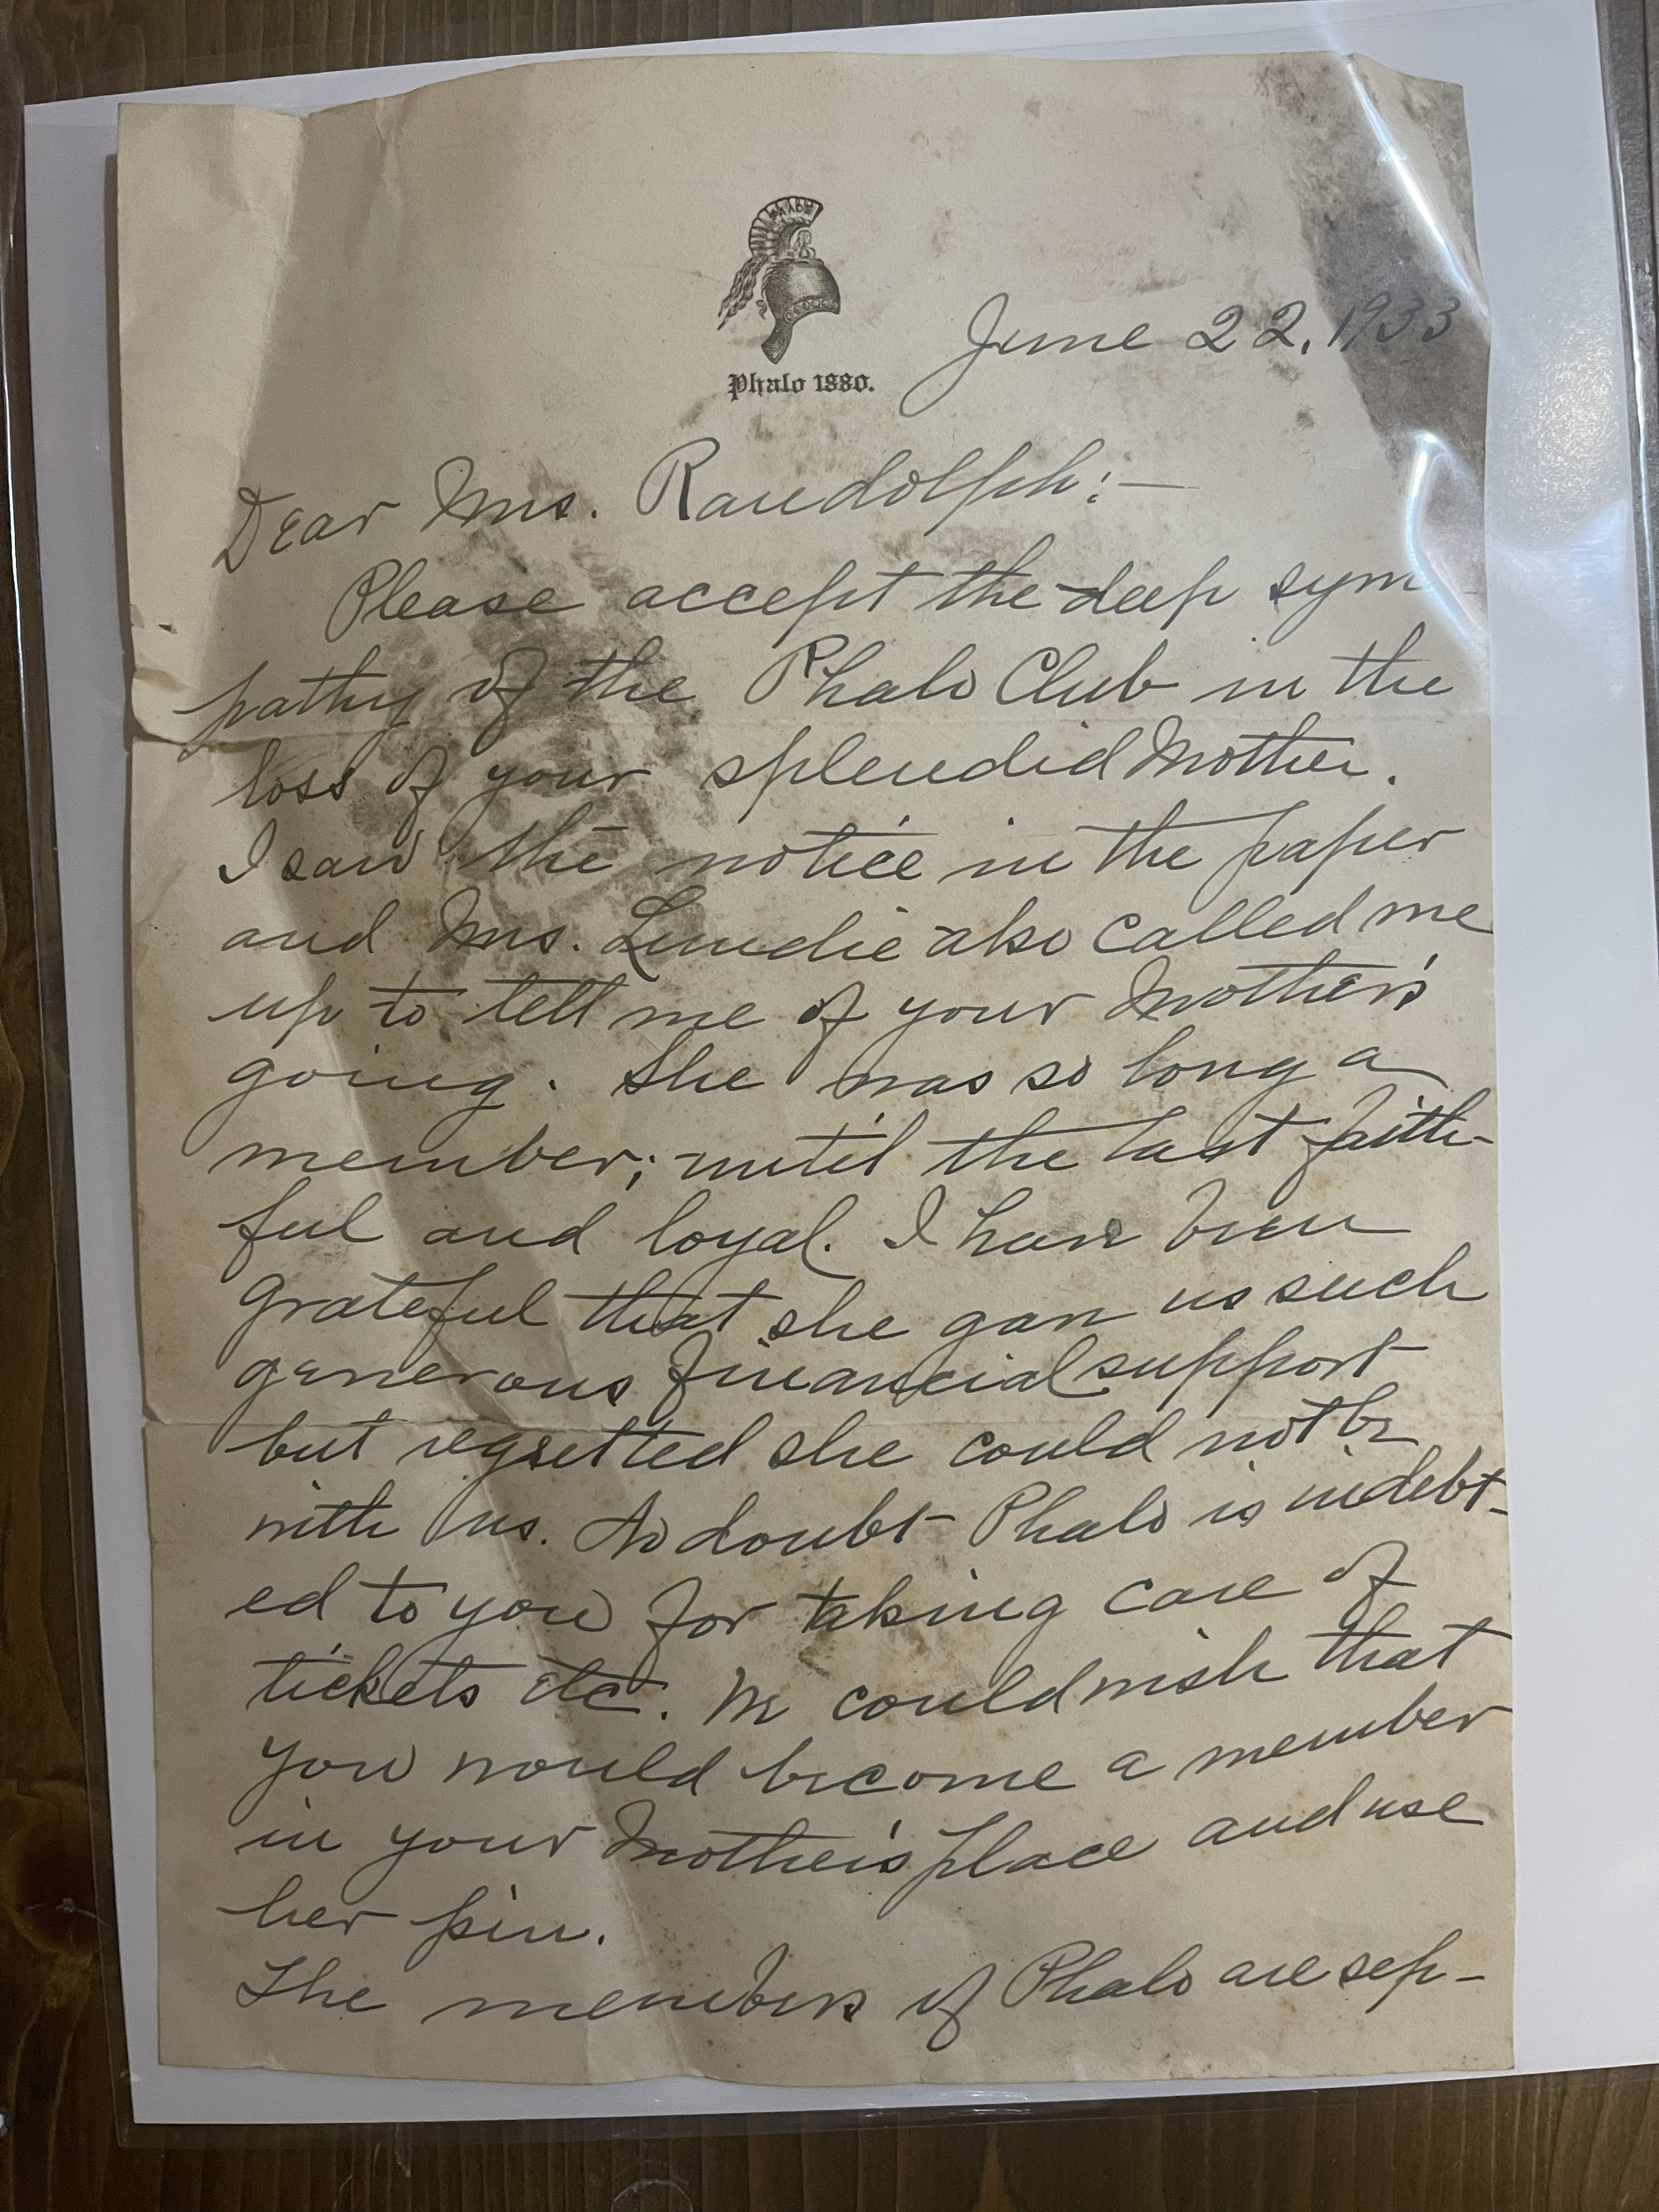 Phalo 1880.
June 22, 1933
Dear Mrs. Randolph:—
Please accept the deep sym
pathy of the Phalo Club in the
loss of your splendid Mother.
I saw the notice in the paper
and Mrs. Lundie also called me
up to tell me of your Mother's
going. She was so long a
member; until the last faith-
ful and loyal. I have been
grateful that she gave us such
generous financial support
but regretted she could not be
with us. No doubt Phalo is indebt-
ed to you for taking care of
tickets etc. We could wish that
you would become a member
in your Mother's place and use
her pin.
The members of Phalo are sep-